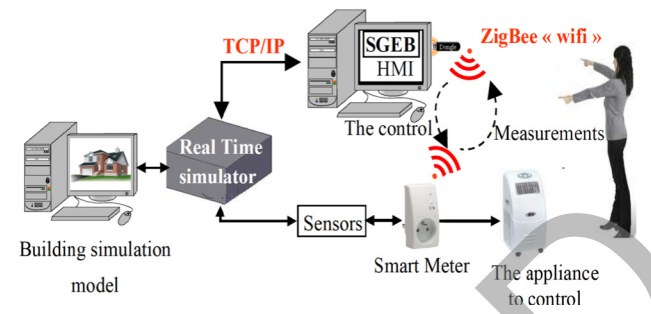 TCP/IP
SGEB
HMI
Dongle
ZigBee « wifi »
The control
Measurements
Real Time
simulator
Sensors
Building simulation
model
Smart Meter
The appliance
to control